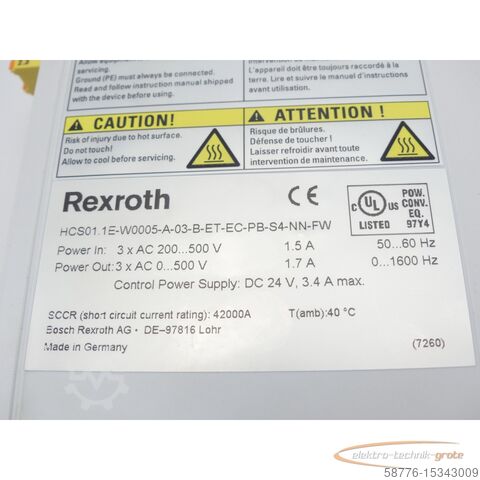 Allow equipment
servicing.
Ground (PE) must always be connected.
Read and follow instruction manual shipped
with the device before using.
L'appareil doit être toujours raccordé à la
terre. Lire et suivre le manuel d'instructions
avant utilisation.
CAUTION!
Risk of injury due to hot surface.
Do not touch!
Allow to cool before servicing.
ATTENTION !
Risque de brûlures.
Défense de toucher !
Laisser refroidir avant toute
intervention de maintenance.
Rexroth
CE
C UL US LISTED
POW.
CONV.
EQ.
97Y4
HCS01.1E-W0005-A-03-B-ET-EC-PB-S4-NN-FW
Power In: 3 x AC 200...500 V 1.5 A 50...60 Hz
Power Out: 3 x AC 0...500 V 1.7 A 0...1600 Hz
Control Power Supply: DC 24 V, 3.4 A max.
SCCR (short circuit current rating): 42000A T(amb):40 °C
Bosch Rexroth AG • DE-97816 Lohr
Made in Germany (7260)
elektro-technik-grote
58776-15343009